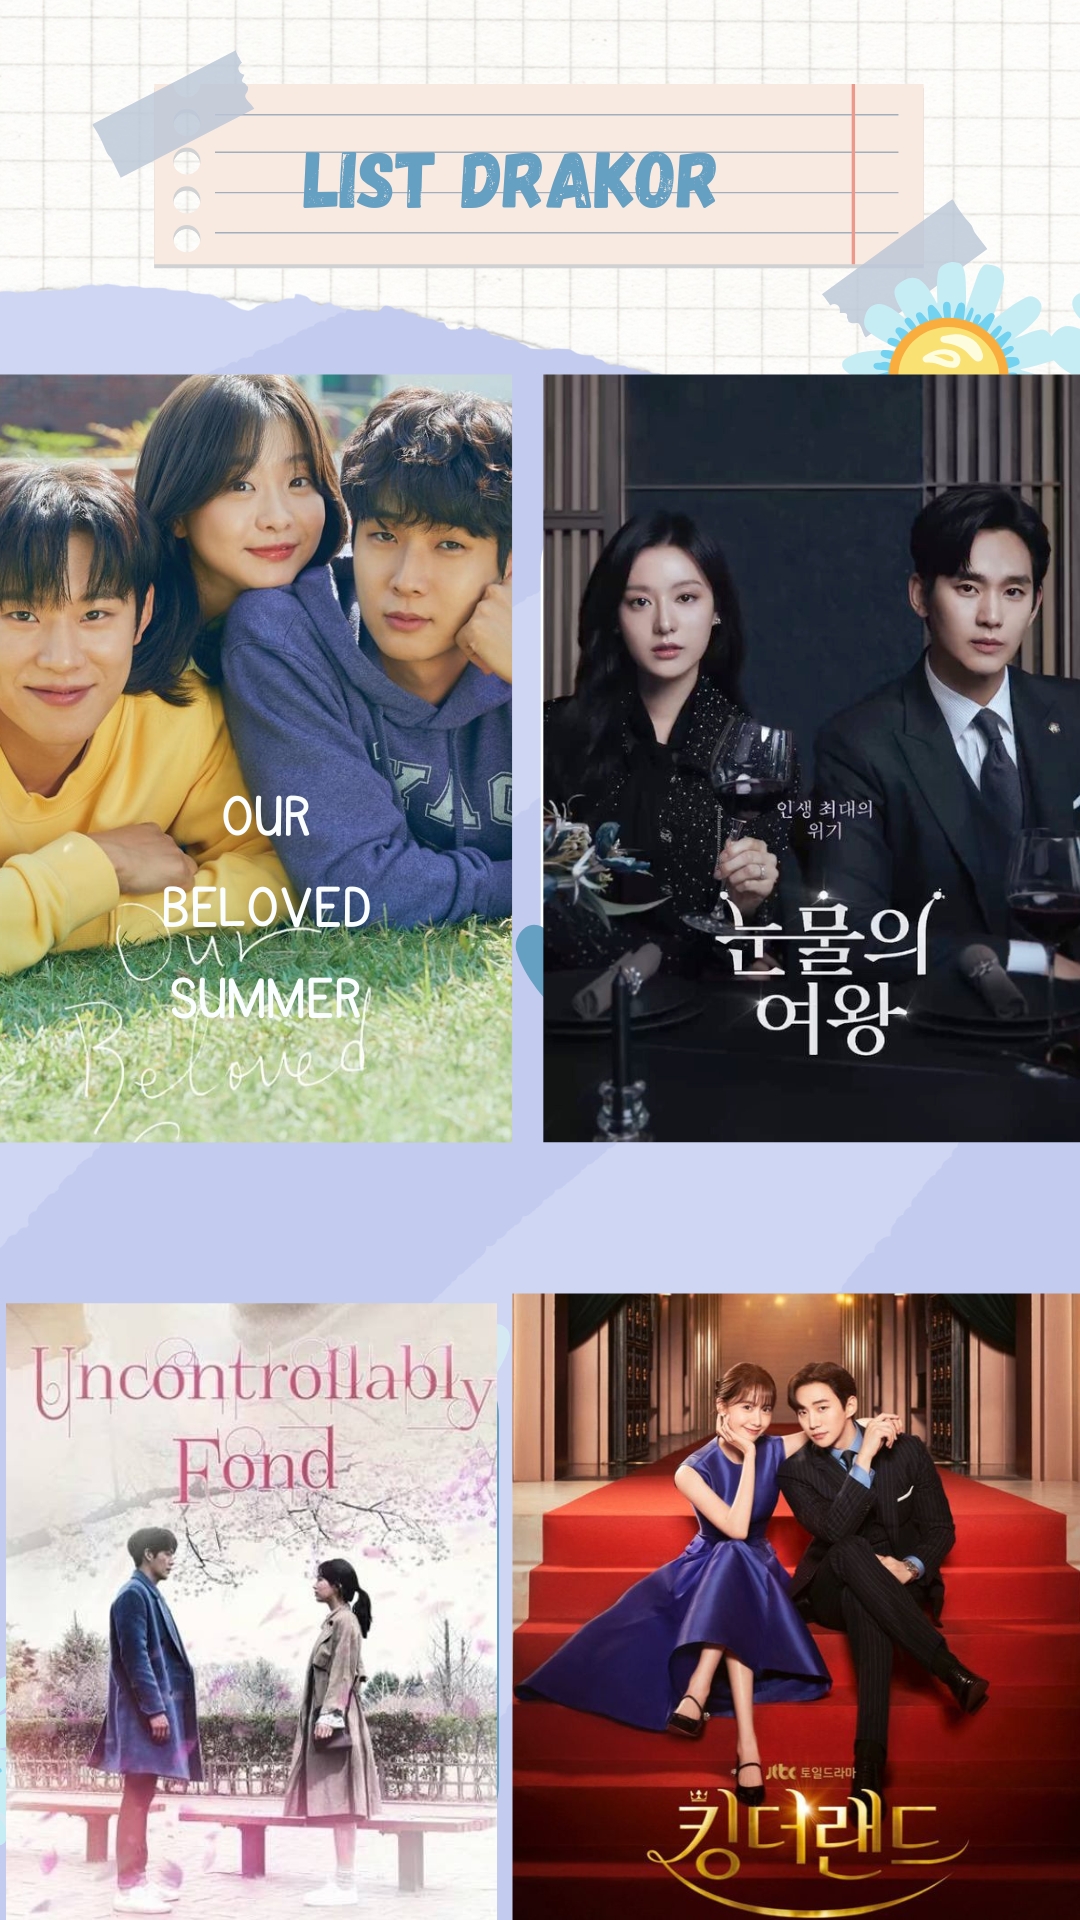 LIST DRAKOR
OUR
BELOVED
SUMMER
Our
Beloved
인생 최대의
위기
눈물의
여왕
Uncontrollably
Fond
jtbc 토일드라마
킹더랜드